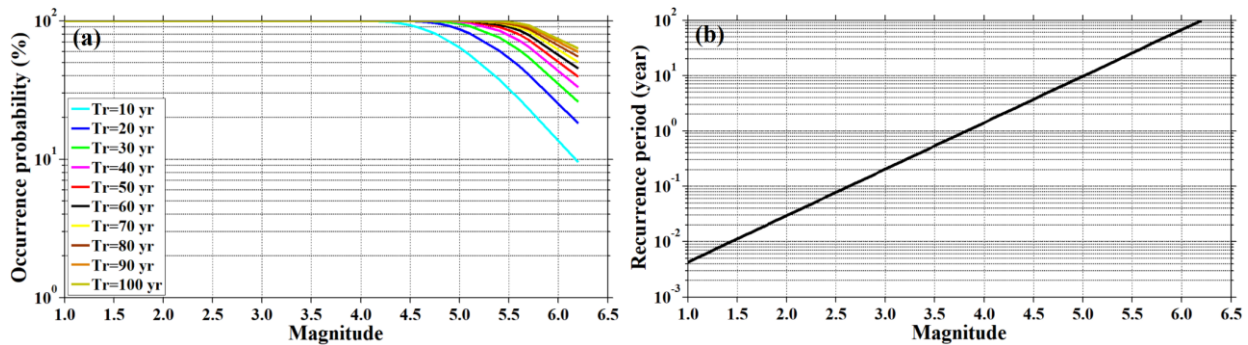 (a)
Occurrence probability (%)
10²
10¹
10⁰
Tr=10 yr
Tr=20 yr
Tr=30 yr
Tr=40 yr
Tr=50 yr
Tr=60 yr
Tr=70 yr
Tr=80 yr
Tr=90 yr
Tr=100 yr
1.0 1.5 2.0 2.5 3.0 3.5 4.0 4.5 5.0 5.5 6.0 6.5
Magnitude
(b)
Recurrence period (year)
10²
10¹
10⁰
10⁻¹
10⁻²
10⁻³
1.0 1.5 2.0 2.5 3.0 3.5 4.0 4.5 5.0 5.5 6.0 6.5
Magnitude